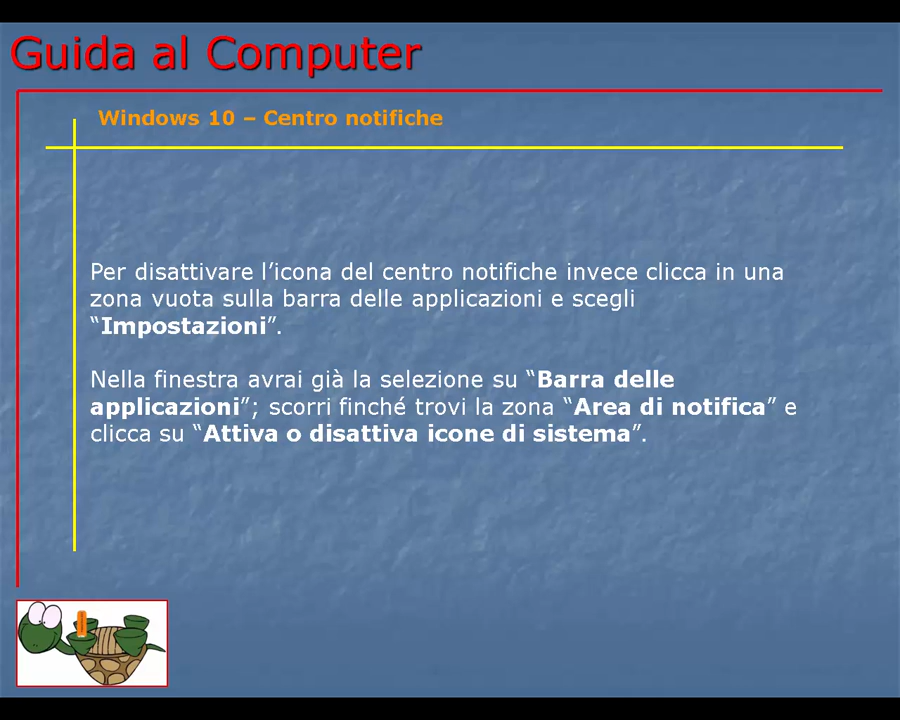 Guida al Computer
Windows 10 – Centro notifiche
Per disattivare l’icona del centro notifiche invece clicca in una
zona vuota sulla barra delle applicazioni e scegli
“Impostazioni”.
Nella finestra avrai già la selezione su “Barra delle
applicazioni”; scorri finché trovi la zona “Area di notifica” e
clicca su “Attiva o disattiva icone di sistema”.